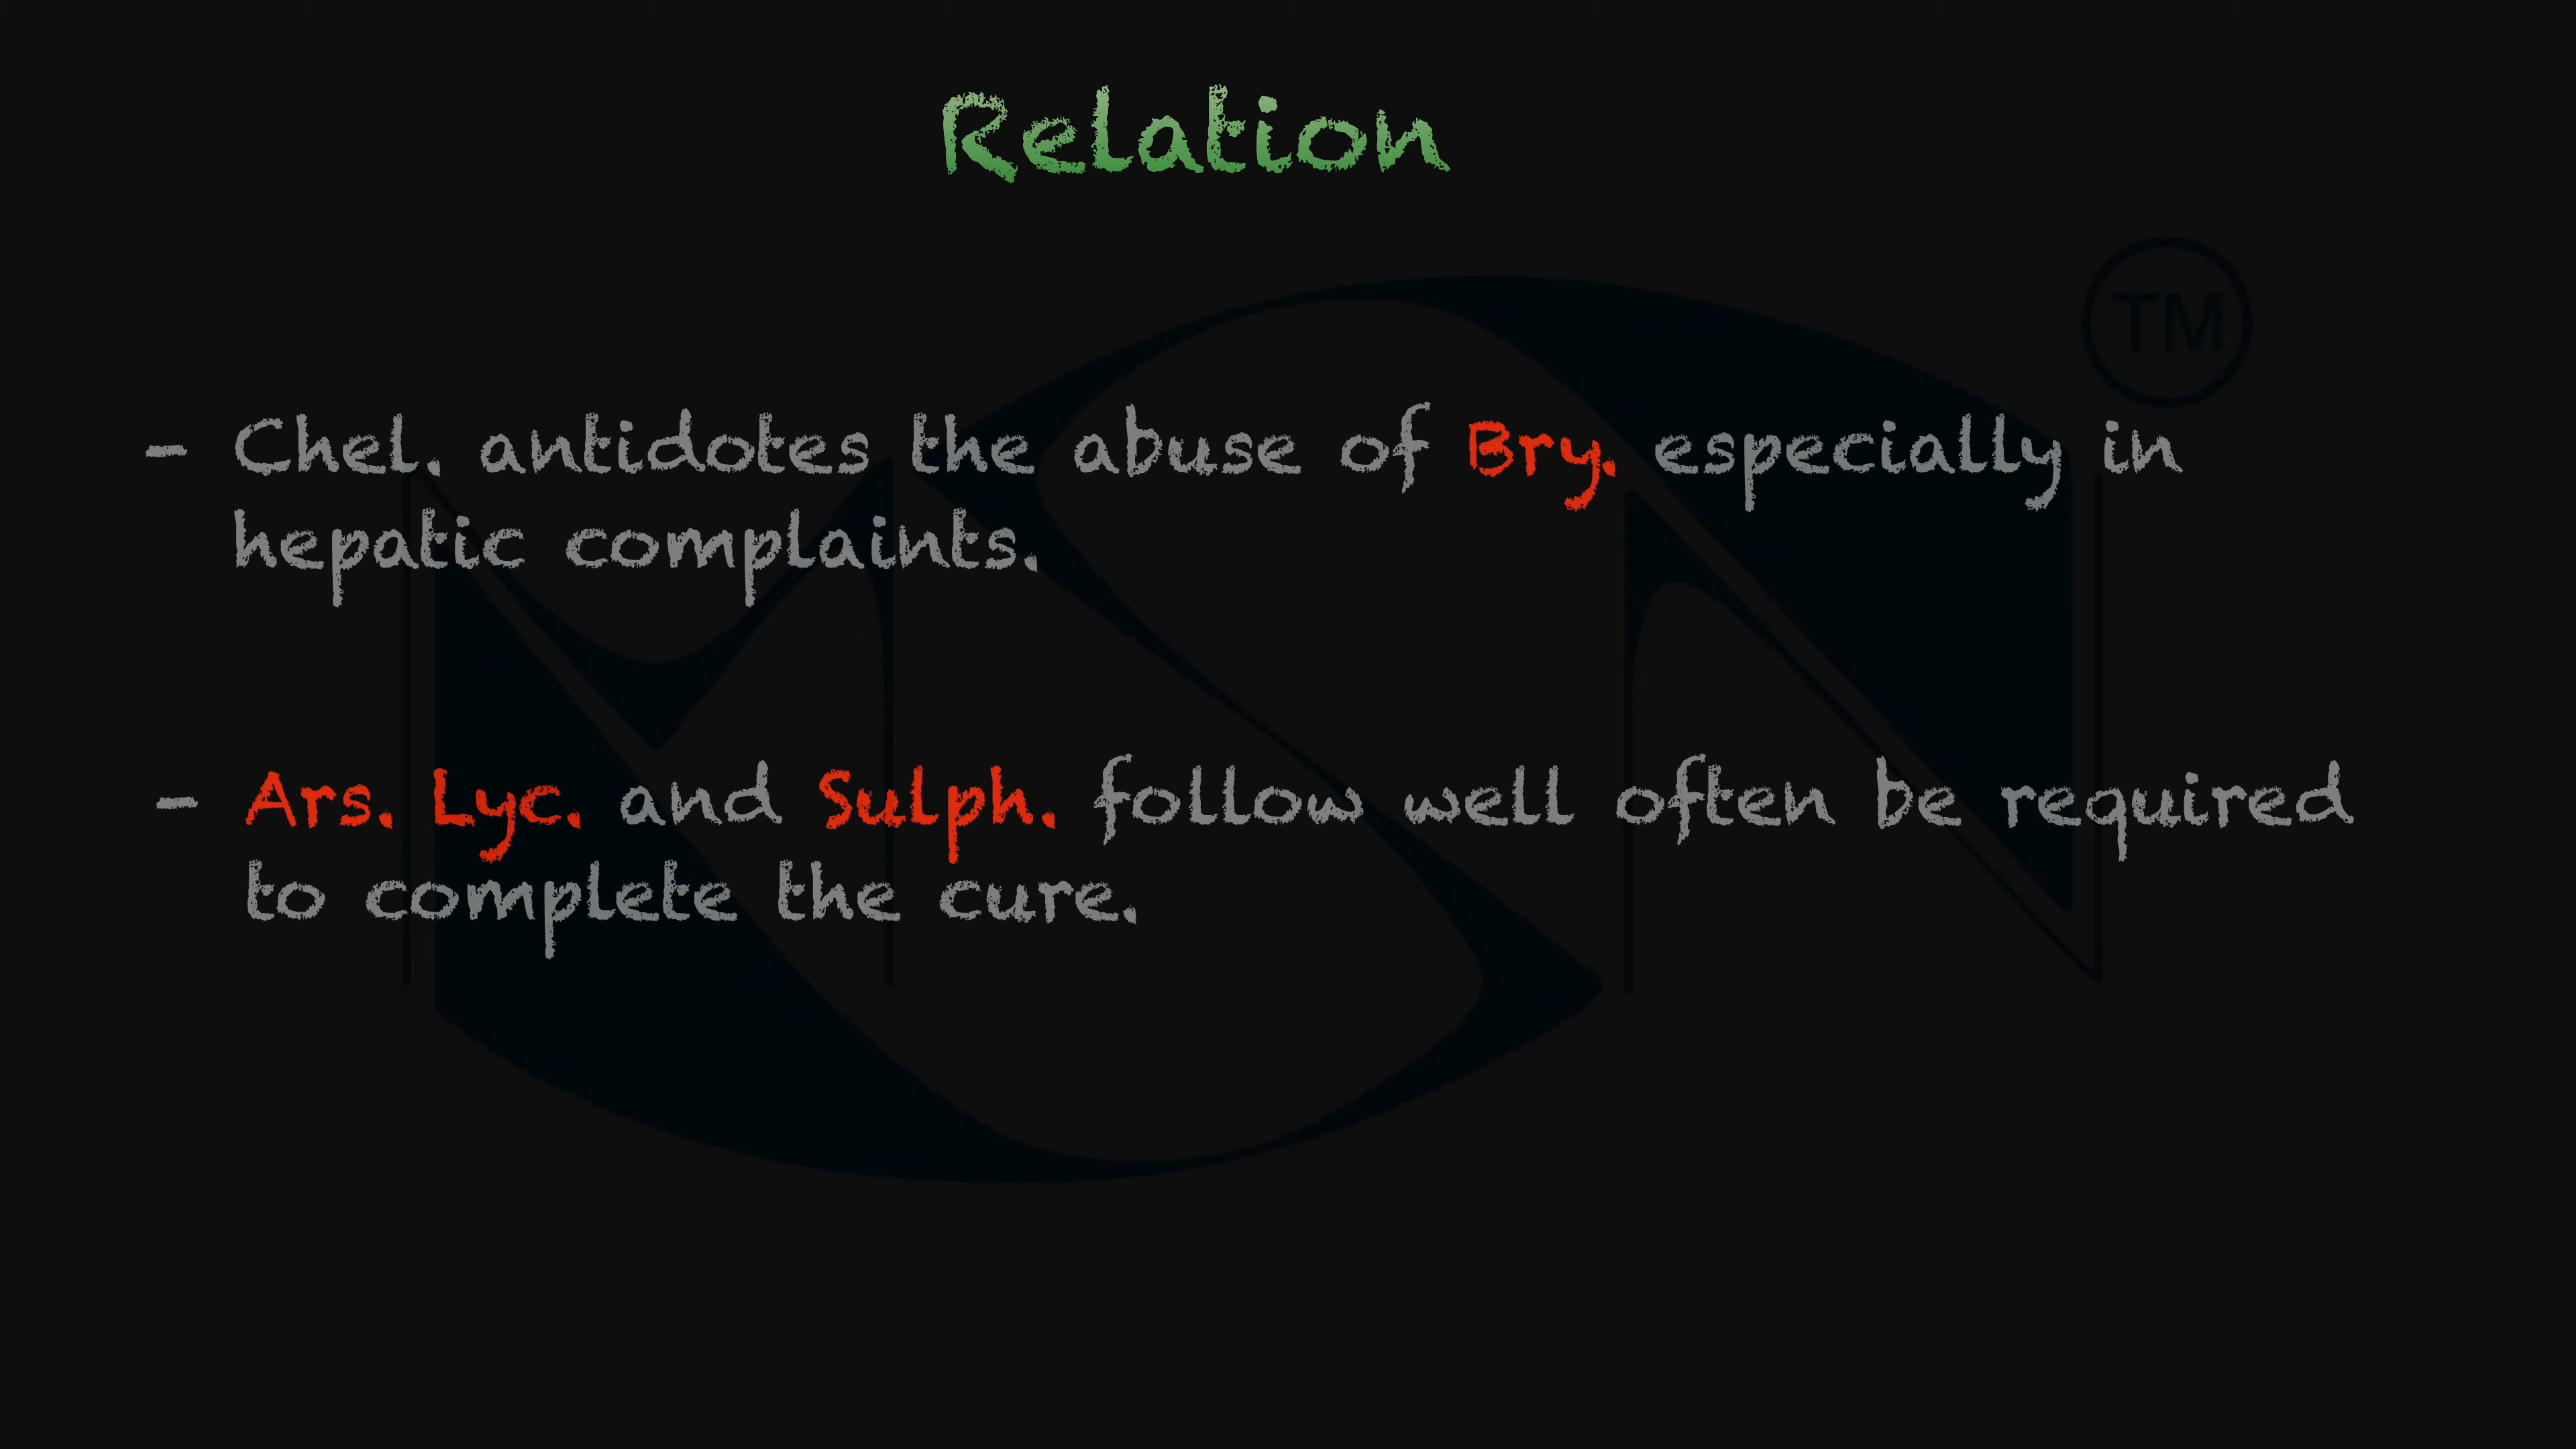 Relation
TM
- Chel. antidotes the abuse of Bry. especially in
hepatic complaints.
- Ars. Lyc. and Sulph. follow well often be required
to complete the cure.
MSN